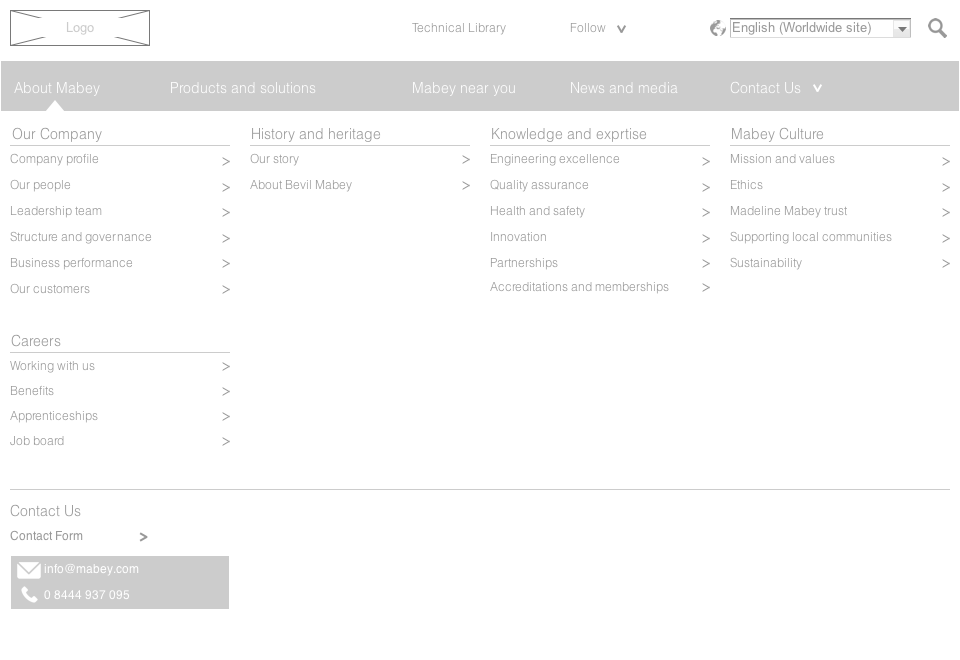 Logo
Technical Library
Follow
English (Worldwide site)
About Mabey
Products and solutions
Mabey near you
News and media
Contact Us
Our Company
Company profile
Our people
Leadership team
Structure and governance
Business performance
Our customers
History and heritage
Our story
About Bevil Mabey
Knowledge and exprtise
Engineering excellence
Quality assurance
Health and safety
Innovation
Partnerships
Accreditations and memberships
Mabey Culture
Mission and values
Ethics
Madeline Mabey trust
Supporting local communities
Sustainability
Careers
Working with us
Benefits
Apprenticeships
Job board
Contact Us
Contact Form
info@mabey.com
0 8444 937 095